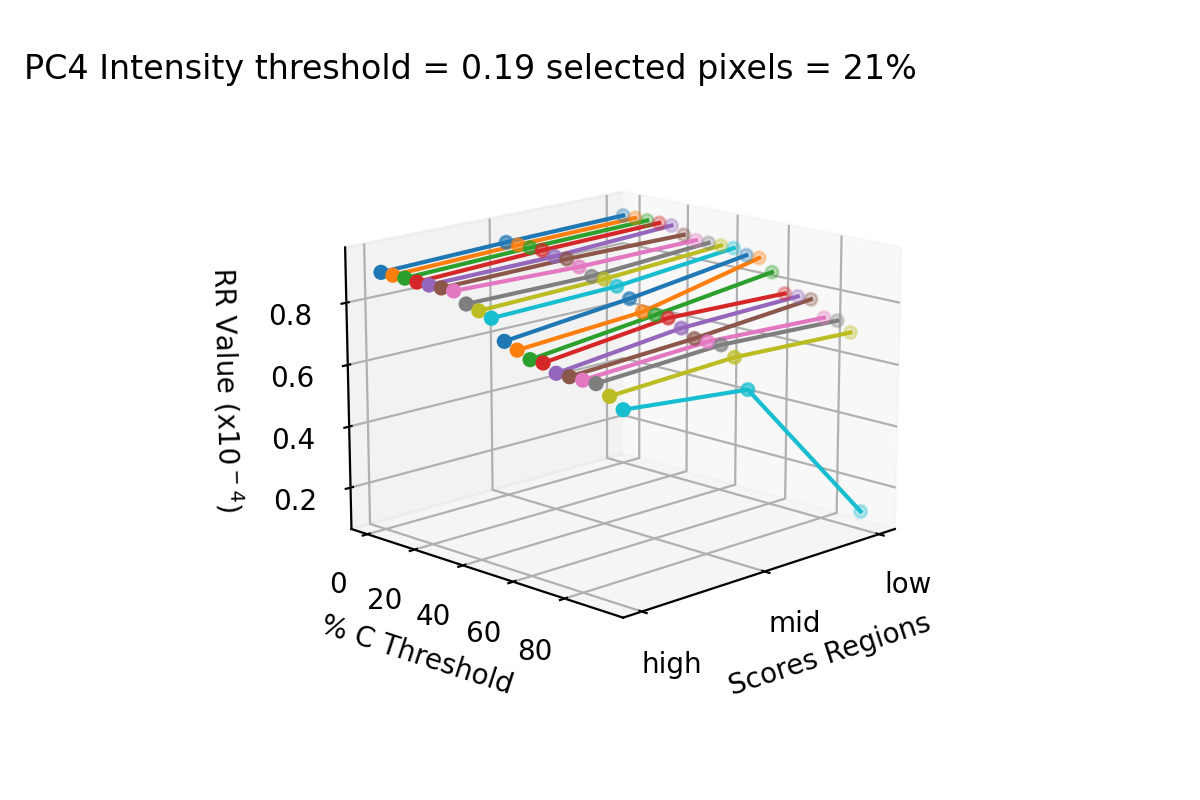 PC4 Intensity threshold = 0.19 selected pixels = 21%
RR Value (x10⁻⁴)
0.8
0.6
0.4
0.2
0
20
40
60
80
% C Threshold
high
mid
low
Scores Regions